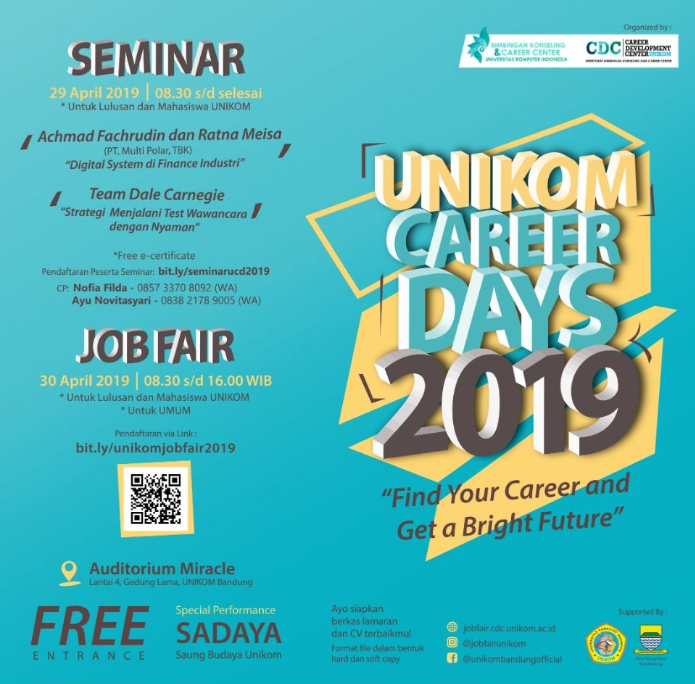 SEMINAR
29 April 2019 | 08.30 s/d selesai
* Untuk Lulusan dan Mahasiswa UNIKOM
Achmad Fachrudin dan Ratna Meisa
(PT. Multi Polar, TBK)
"Digital System di Finance Industri"
Team Dale Carnegie
"Strategi Menjalani Test Wawancara
dengan Nyaman"
*Free e-certificate
Pendaftaran Peserta Seminar: bit.ly/seminarucd2019
CP: Nofia Filda - 0857 3370 8092 (WA)
Ayu Novitasyari - 0838 2178 9005 (WA)
JOB FAIR
30 April 2019 | 08.30 s/d 16.00 WIB
* Untuk Lulusan dan Mahasiswa UNIKOM
* Untuk UMUM
Pendaftaran via Link :
bit.ly/unikomjobfair2019
Auditorium Miracle
Lantai 4, Gedung Lama, UNIKOM Bandung
FREE
ENTRANCE
Special Performance
SADAYA
Saung Budaya Unikom
Organized by :
BIMBINGAN KONSELING
& CAREER CENTER
UNIVERSITAS KOMPUTER INDONESIA
CDC
CAREER
DEVELOPMENT
CENTER UNIKOM
UNIKOM
CAREER
DAYS
2019
"Find Your Career and
Get a Bright Future"
Ayo siapkan
berkas lamaran
dan CV terbaikmu!
Format file dalam bentuk
hard dan soft copy
jobfair.cdc.unikom.ac.id
@jobfairunikom
@unikombandungofficial
Supported By :